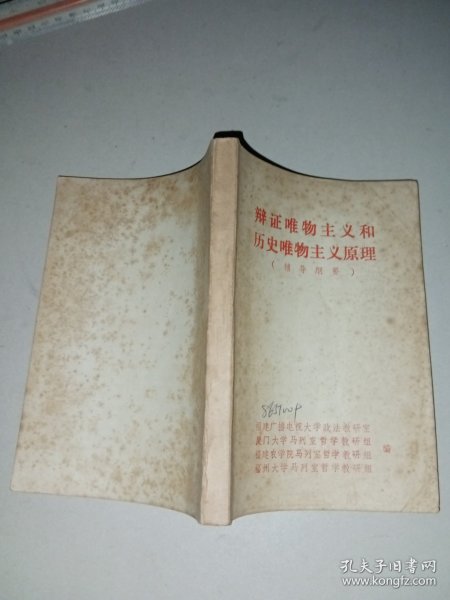 辩证唯物主义和
历史唯物主义原理
（辅导纲要）
福建广播电视大学政法教研室
厦门大学马列室哲学教研组
福建农学院马列室哲学教研组
福州大学马列室哲学教研组
编
孔夫子旧书网
www.kongfz.com